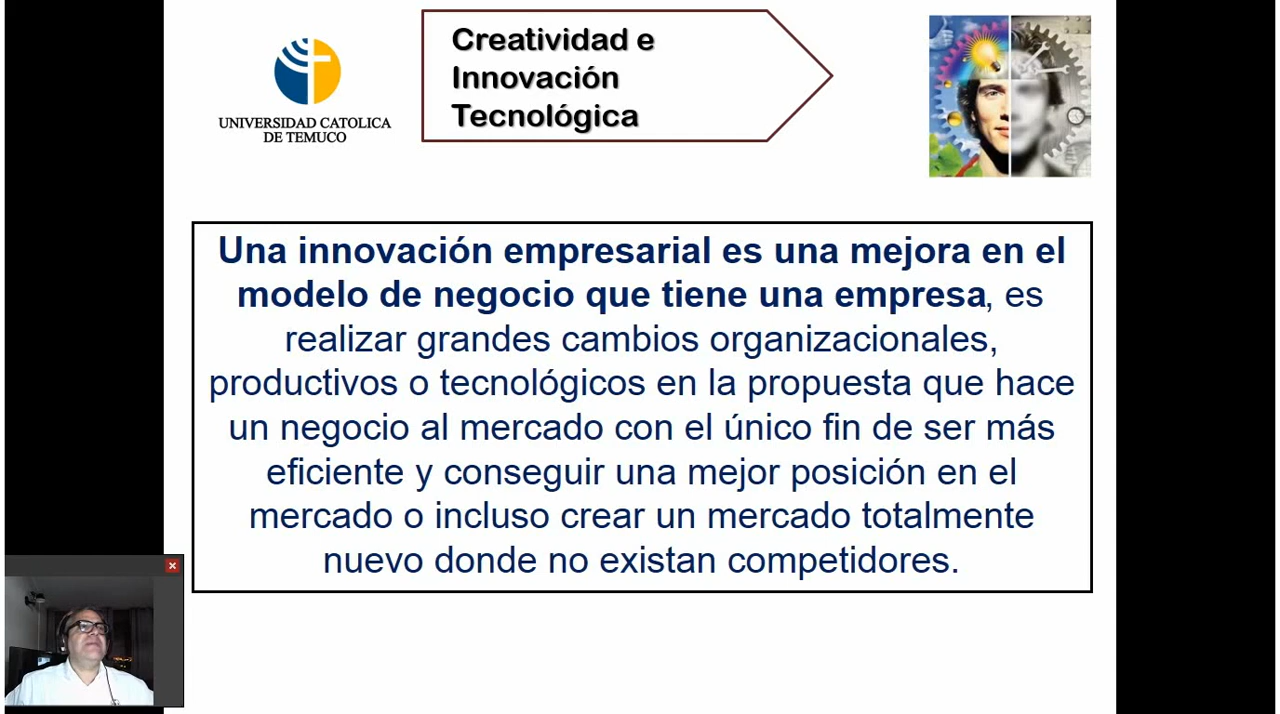 UNIVERSIDAD CATOLICA
DE TEMUCO
Creatividad e
Innovación
Tecnológica
Una innovación empresarial es una mejora en el
modelo de negocio que tiene una empresa, es
realizar grandes cambios organizacionales,
productivos o tecnológicos en la propuesta que hace
un negocio al mercado con el único fin de ser más
eficiente y conseguir una mejor posición en el
mercado o incluso crear un mercado totalmente
nuevo donde no existan competidores.